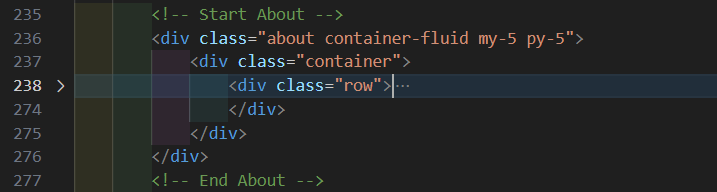 235 <!-- Start About -->
236 <div class="about container-fluid my-5 py-5">
237 <div class="container">
238 > <div class="row">⋯
274 </div>
275 </div>
276 </div>
277 <!-- End About -->